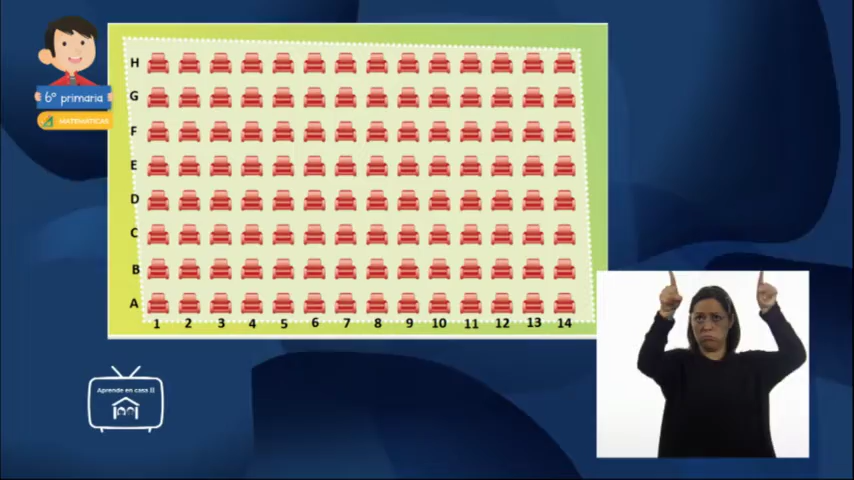 6º primaria
MATEMÁTICAS
H
G
F
E
D
C
B
A
1 2 3 4 5 6 7 8 9 10 11 12 13 14
Aprende en casa II